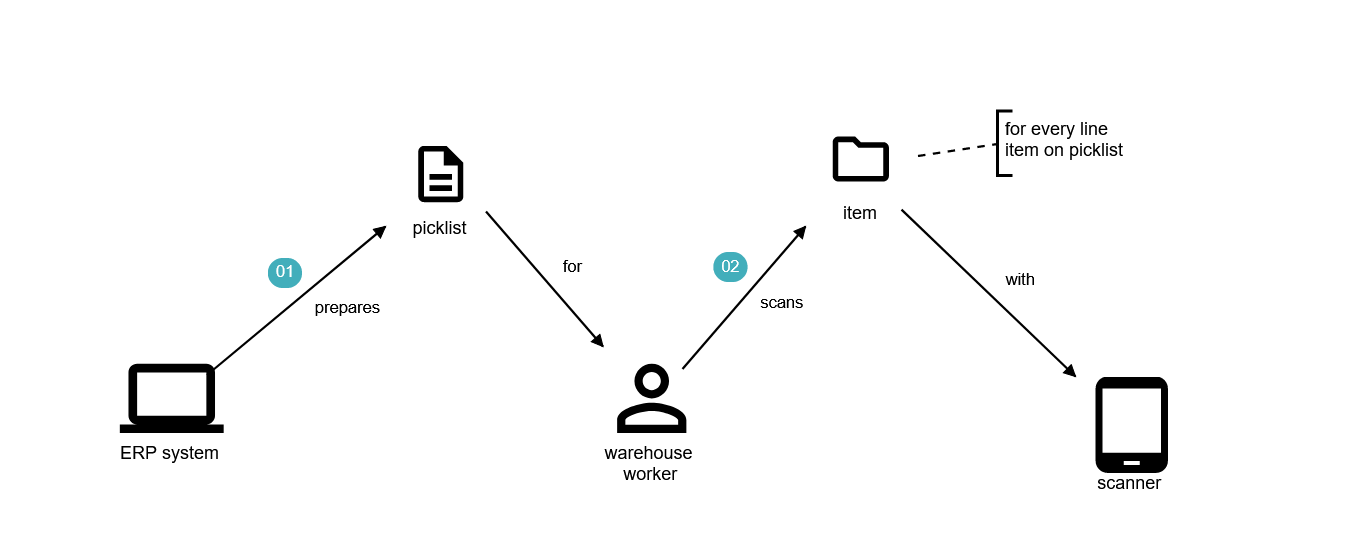 for every line
item on picklist
picklist
item
01
prepares
for
02
scans
with
ERP system
warehouse
worker
scanner